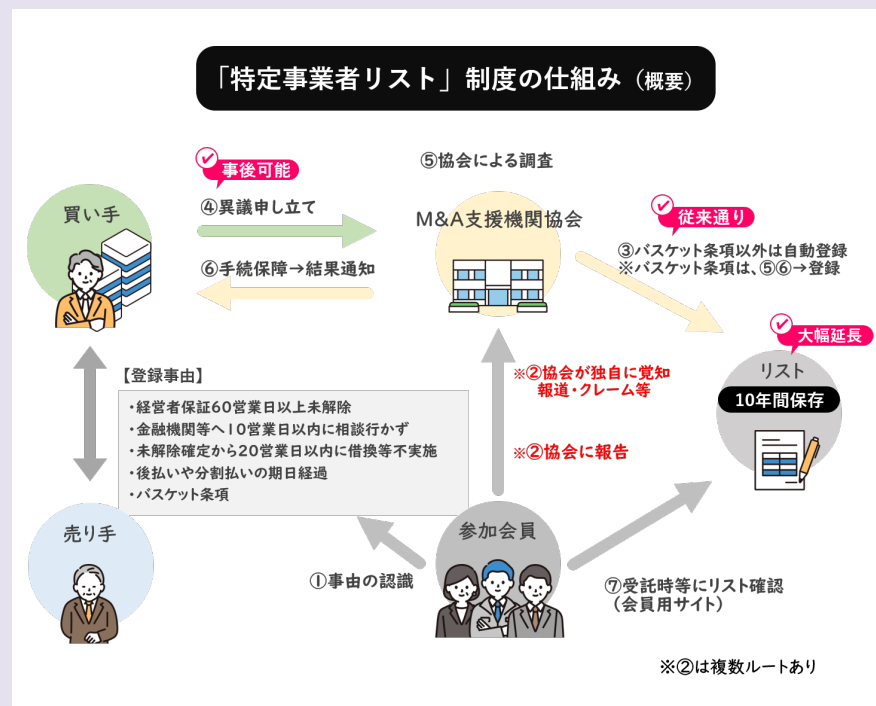 「特定事業者リスト」制度の仕組み（概要）
事後可能
⑤協会による調査
買い手
④異議申し立て
M&A支援機関協会
従来通り
③バスケット条項以外は自動登録
※バスケット条項は、⑤⑥→登録
⑥手続保障→結果通知
大幅延長
リスト
10年間保存
【登録事由】
・経営者保証60営業日以上未解除
・金融機関等へ10営業日以内に相談行かず
・未解除確定から20営業日以内に借換等不実施
・後払いや分割払いの期日経過
・バスケット条項
※②協会が独自に覚知
報道・クレーム等
※②協会に報告
売り手
参加会員
①事由の認識
⑦受託時等にリスト確認
（会員用サイト）
※②は複数ルートあり